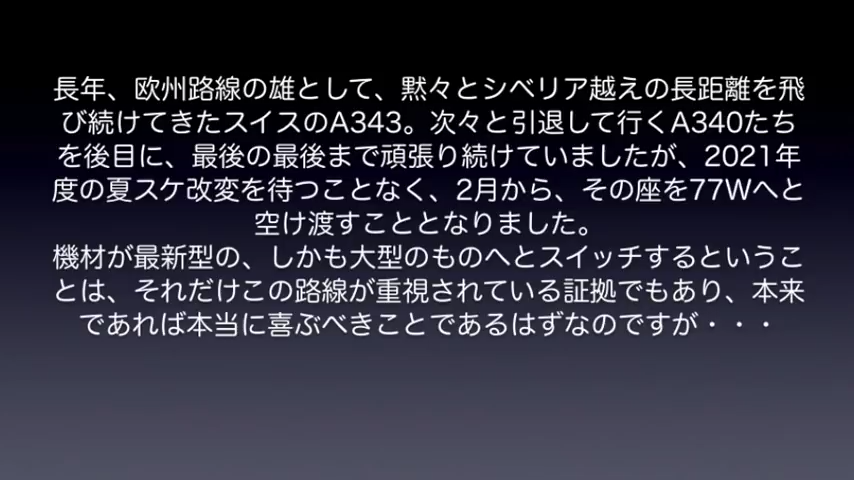 長年、欧州路線の雄として、黙々とシベリア越えの長距離を飛
び続けてきたスイスのA343。次々と引退して行くA340たち
を後目に、最後の最後まで頑張り続けていましたが、2021年
度の夏スケ改変を待つことなく、2月から、その座を77Wへと
空け渡すこととなりました。
機材が最新型の、しかも大型のものへとスイッチするというこ
とは、それだけこの路線が重視されている証拠でもあり、本来
であれば本当に喜ぶべきことであるはずなのですが・・・